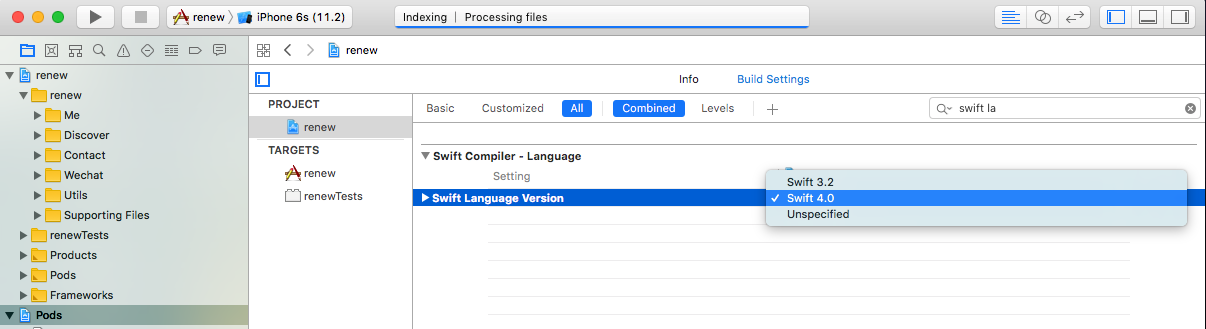 renew iPhone 6s (11.2) Indexing | Processing files
renew
renew
Info Build Settings
renew
PROJECT
Basic Customized All Combined Levels swift la
Me
renew
Discover
TARGETS
Contact
Swift Compiler - Language
Wechat
renew
Setting
Swift 3.2
Utils
renewTests
Swift Language Version
Swift 4.0
Supporting Files
Unspecified
renewTests
Products
Pods
Frameworks
Pods